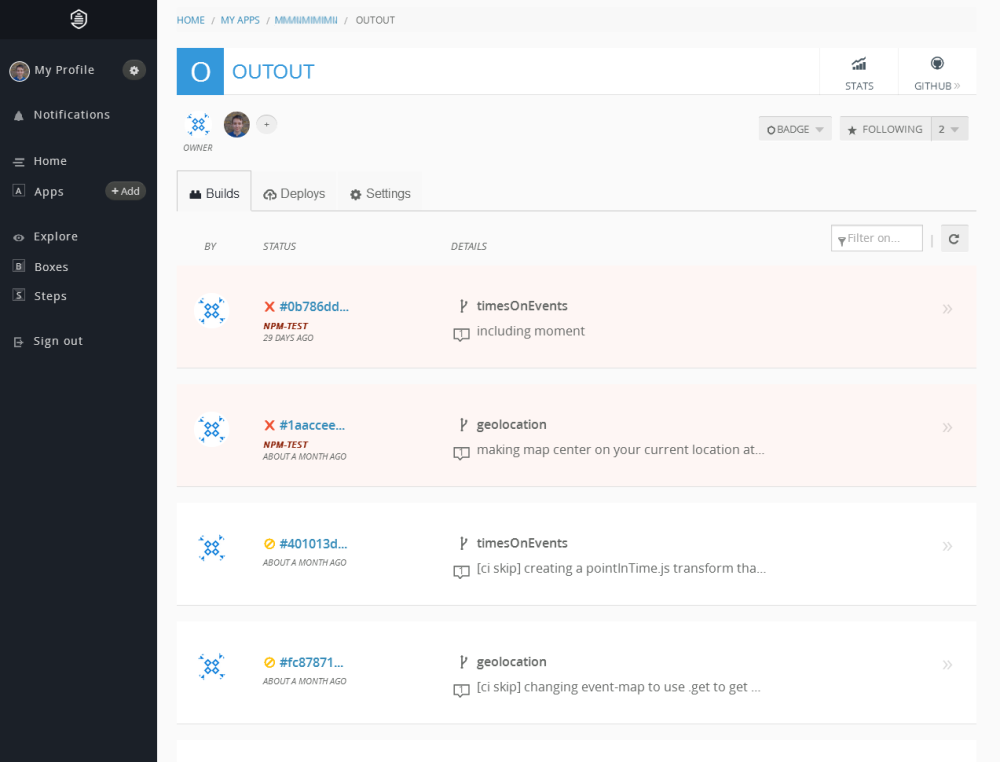 HOME / MY APPS / / OUTOUT
My Profile
Notifications
Home
A Apps + Add
Explore
B Boxes
S Steps
Sign out
O OUTOUT
STATS
GITHUB »
OWNER
+
BADGE
FOLLOWING 2
Builds
Deploys
Settings
BY STATUS DETAILS
Filter on... |
#0b786dd... timesOnEvents »
NPM-TEST including moment
29 DAYS AGO
#1aaccee... geolocation »
NPM-TEST making map center on your current location at...
ABOUT A MONTH AGO
#401013d... timesOnEvents »
ABOUT A MONTH AGO [ci skip] creating a pointInTime.js transform tha...
#fc87871... geolocation »
ABOUT A MONTH AGO [ci skip] changing event-map to use .get to get ...